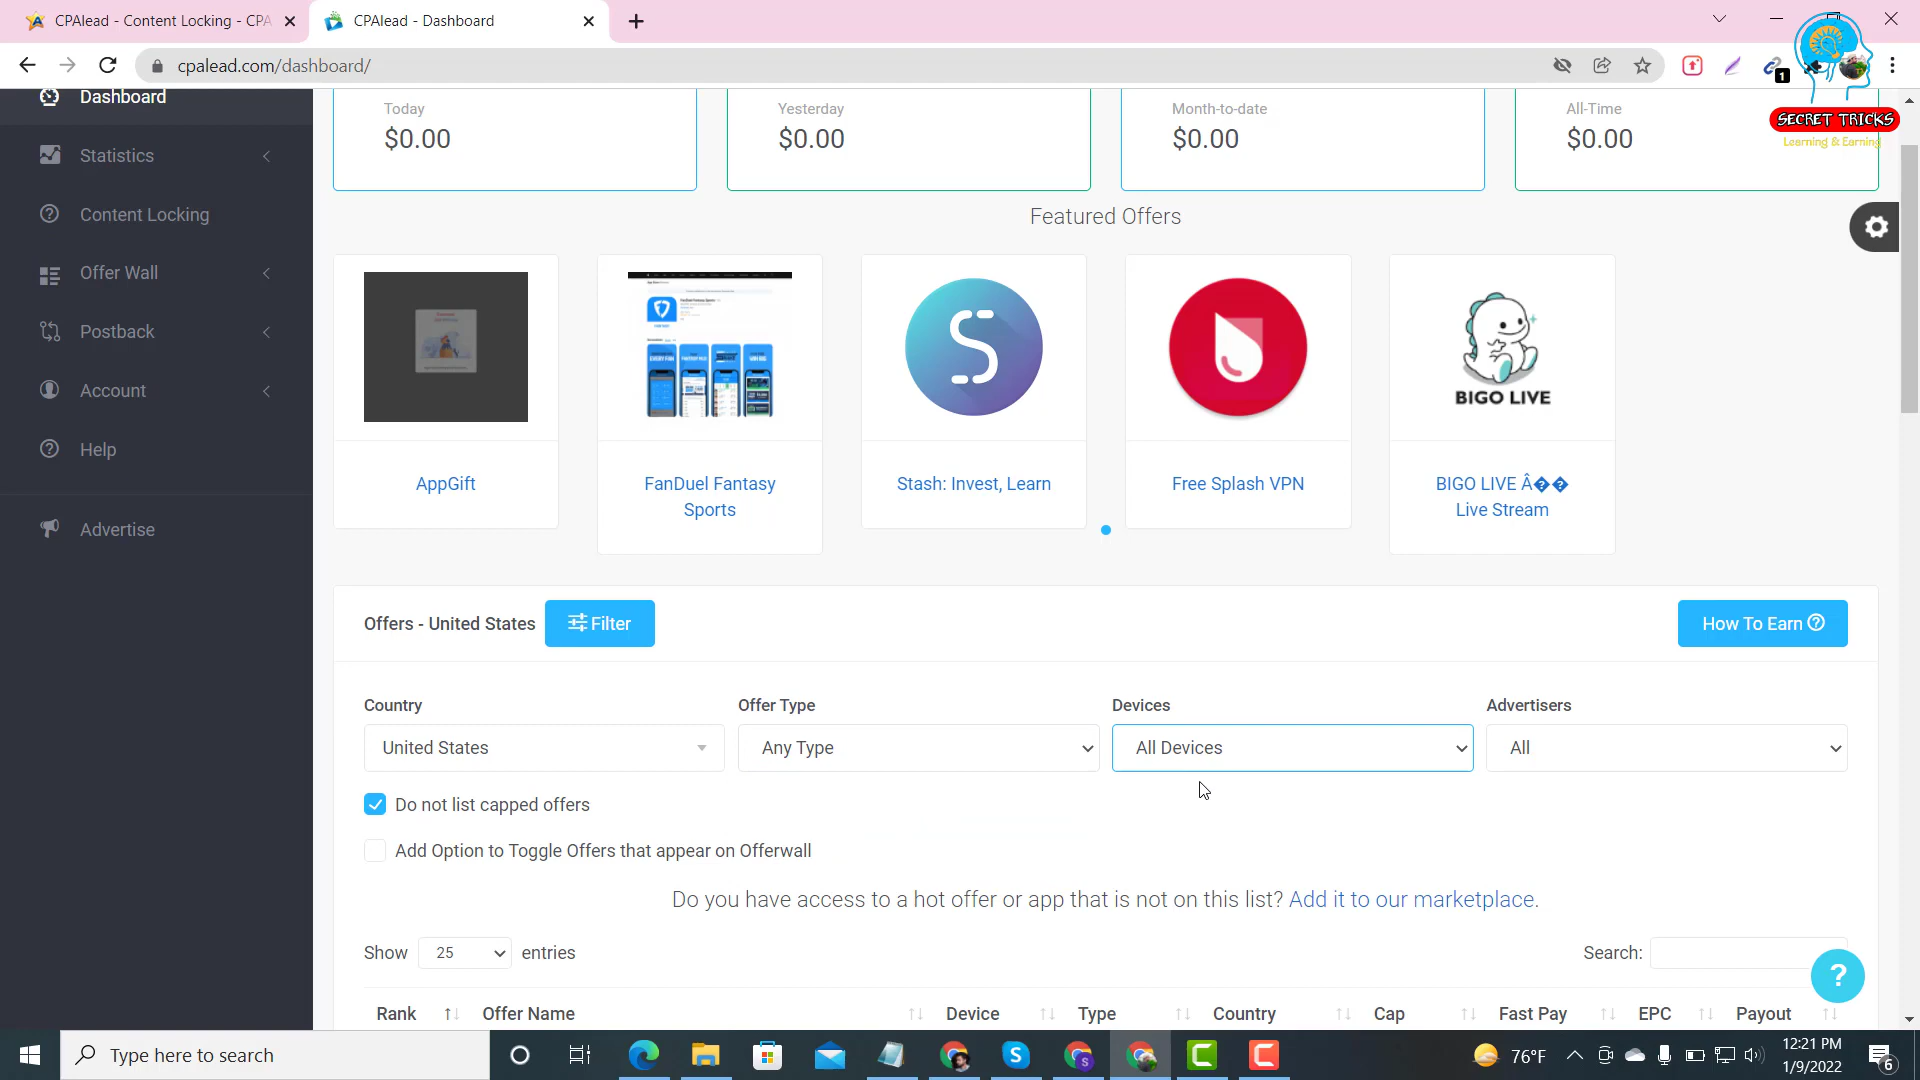 CPAlead - Content Locking - CPA
CPAlead - Dashboard
cpalead.com/dashboard/
1
SECRET TRICKS
Learning & Earning
Dashboard
Statistics
Content Locking
Offer Wall
Postback
Account
Help
Advertise
Today
$0.00
Yesterday
$0.00
Month-to-date
$0.00
All-Time
$0.00
Featured Offers
AppGift
FanDuel Fantasy
Sports
Stash: Invest, Learn
Free Splash VPN
BIGO LIVE
BIGO LIVE Â��
Live Stream
Offers - United States
Filter
How To Earn
Country
United States
Offer Type
Any Type
Devices
All Devices
Advertisers
All
Do not list capped offers
Add Option to Toggle Offers that appear on Offerwall
Do you have access to a hot offer or app that is not on this list? Add it to our marketplace.
Show 25 entries
Search:
?
Rank Offer Name Device Type Country Cap Fast Pay EPC Payout
Type here to search
76°F
12:21 PM
1/9/2022
6